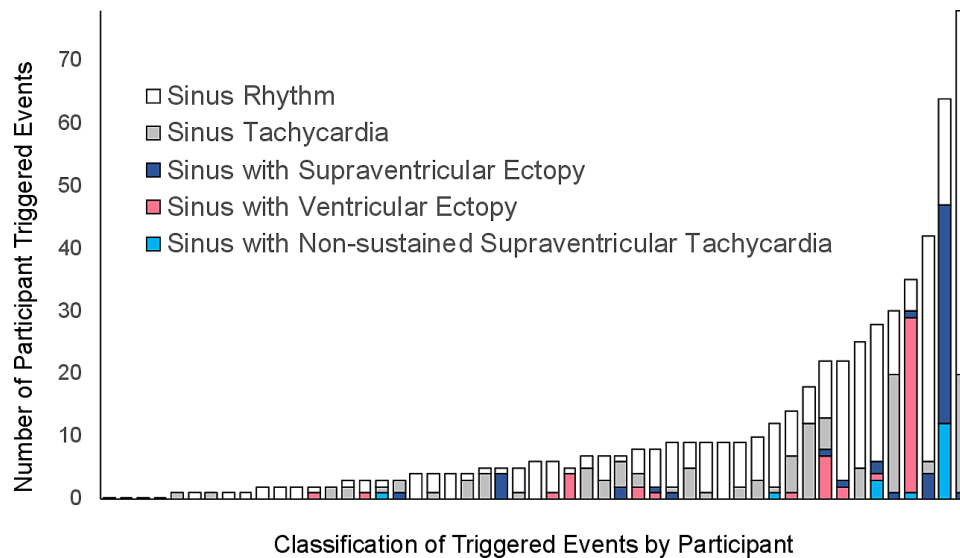 Number of Participant Triggered Events
70
60
50
40
30
20
10
0
Sinus Rhythm
Sinus Tachycardia
Sinus with Supraventricular Ectopy
Sinus with Ventricular Ectopy
Sinus with Non-sustained Supraventricular Tachycardia
Classification of Triggered Events by Participant